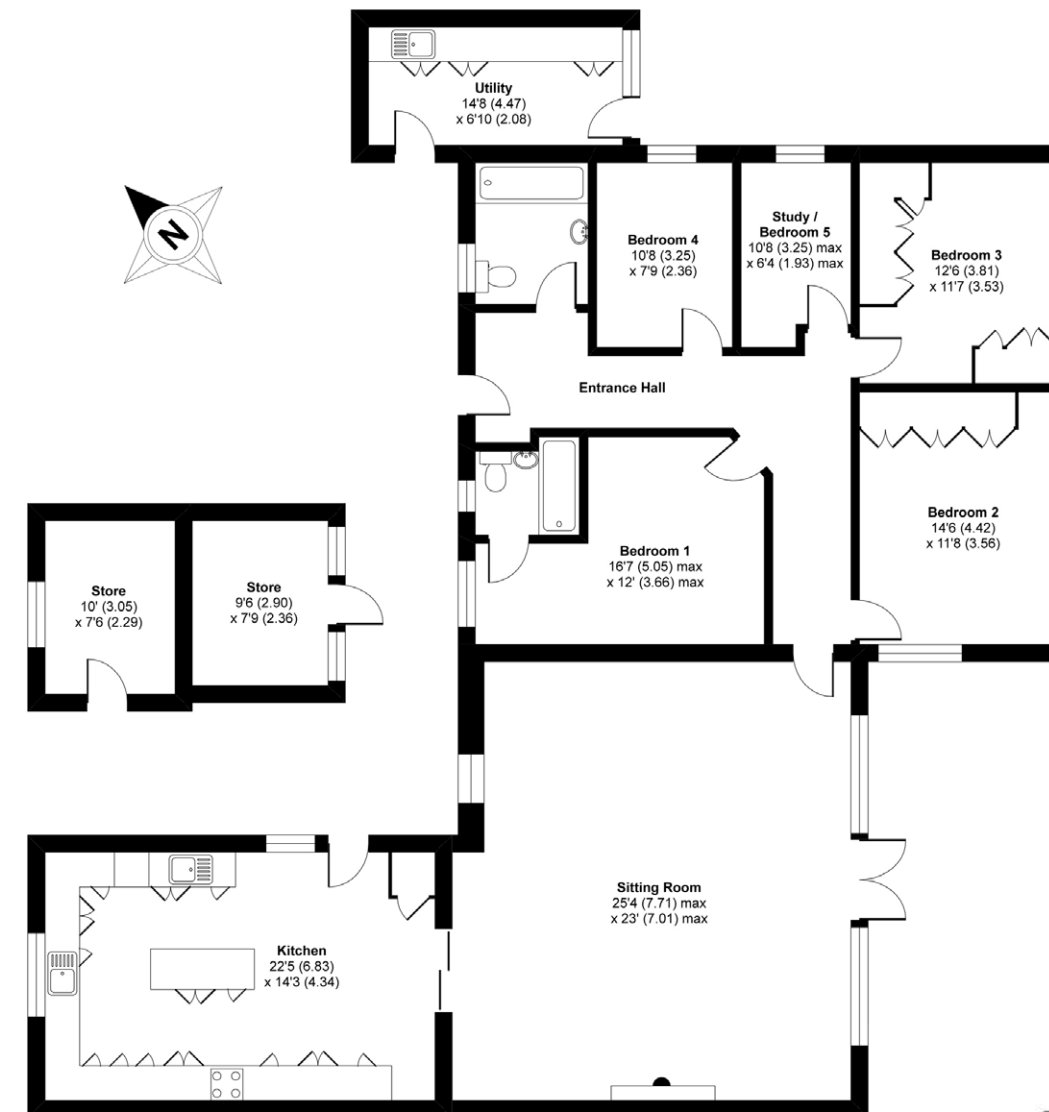 Utility
14'8 (4.47)
x 6'10 (2.08)
N
Bedroom 4
10'8 (3.25)
x 7'9 (2.36)
Study /
Bedroom 5
10'8 (3.25) max
x 6'4 (1.93) max
Bedroom 3
12'6 (3.81)
x 11'7 (3.53)
Entrance Hall
Store
10' (3.05)
x 7'6 (2.29)
Store
9'6 (2.90)
x 7'9 (2.36)
Bedroom 1
16'7 (5.05) max
x 12' (3.66) max
Bedroom 2
14'6 (4.42)
x 11'8 (3.56)
Sitting Room
25'4 (7.71) max
x 23' (7.01) max
Kitchen
22'5 (6.83)
x 14'3 (4.34)